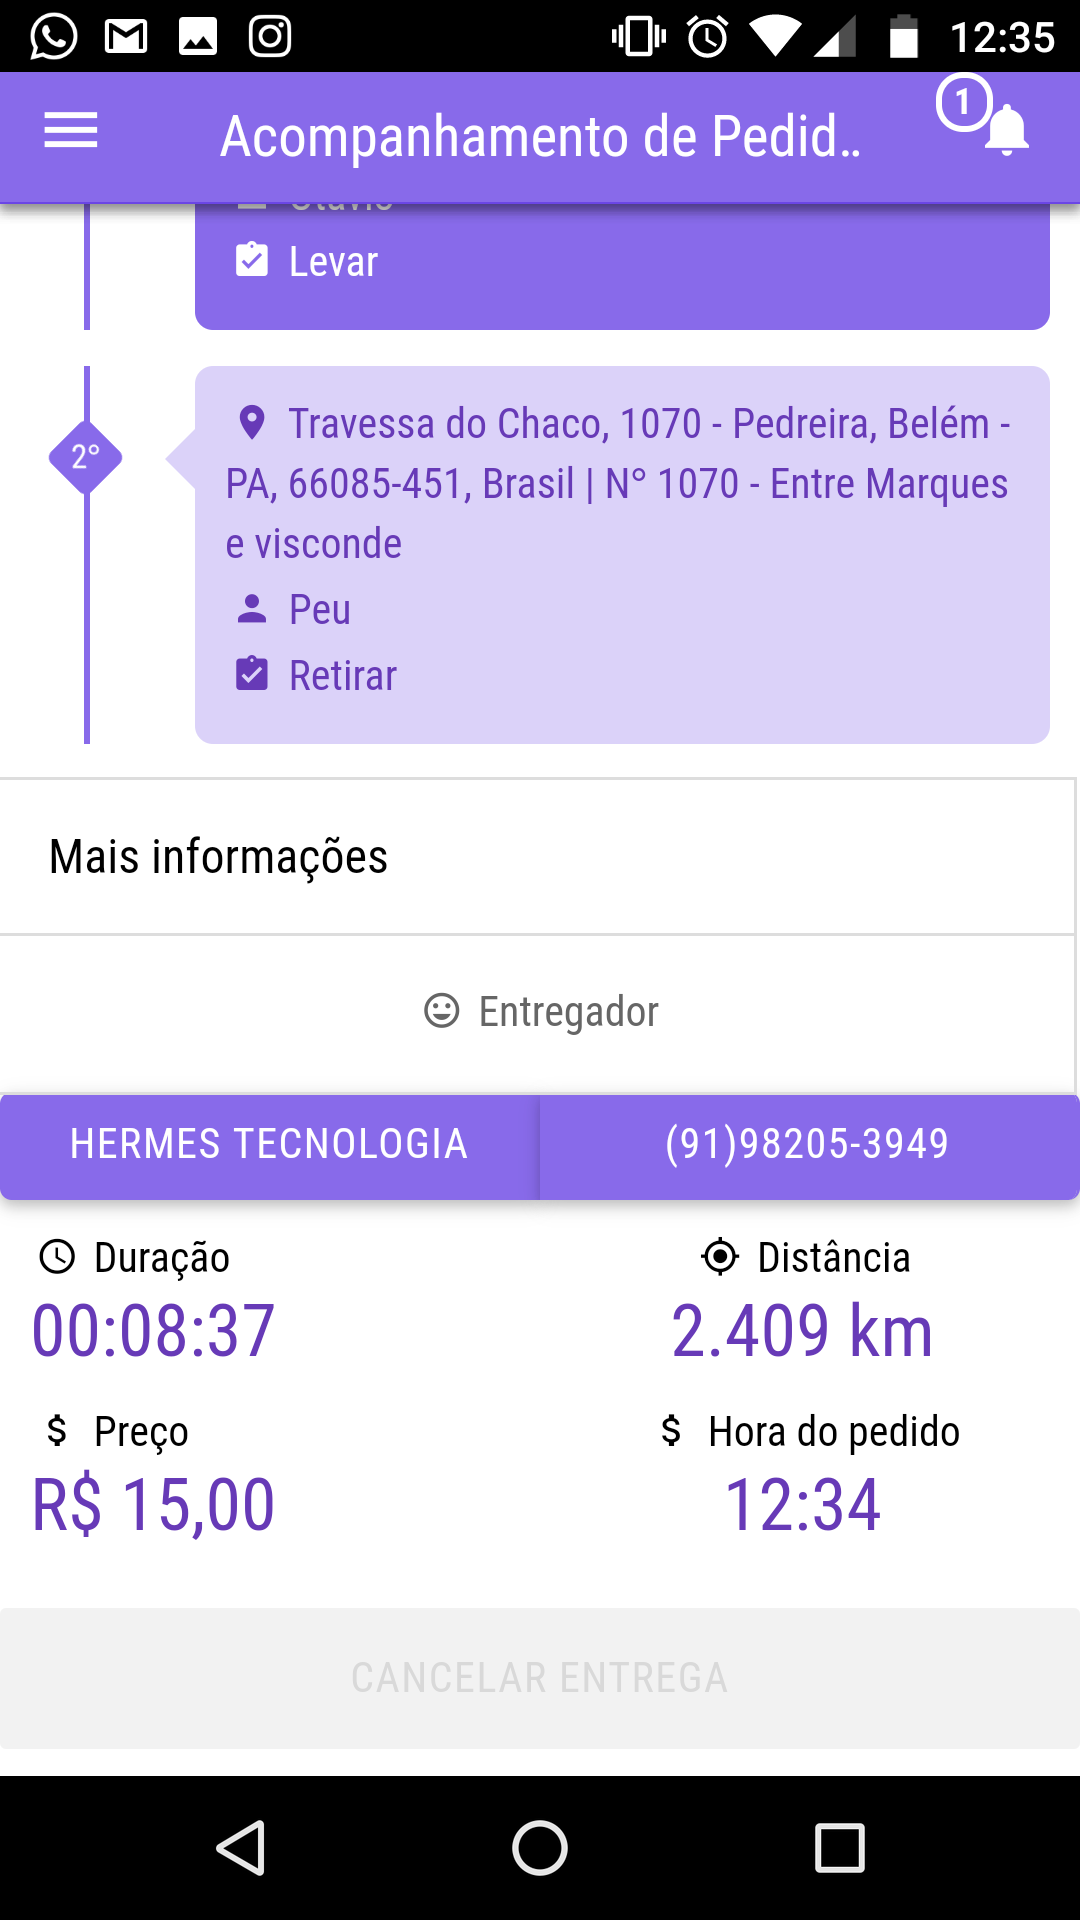 12:35
Acompanhamento de Pedid...
1
Levar
2º
Travessa do Chaco, 1070 - Pedreira, Belém -
PA, 66085-451, Brasil | Nº 1070 - Entre Marques
e visconde
Peu
Retirar
Mais informações
Entregador
HERMES TECNOLOGIA
(91)98205-3949
Duração
Distância
00:08:37
2.409 km
$ Preço
$ Hora do pedido
R$ 15,00
12:34
CANCELAR ENTREGA